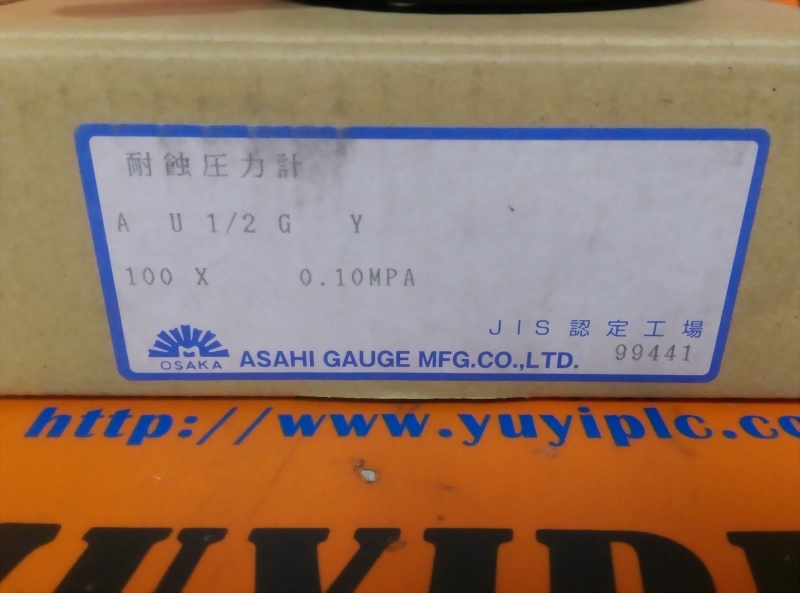 耐蝕圧力計
A U 1/2 G Y
100 X 0.10MPA
JIS 認定工場
OSAKA ASAHI GAUGE MFG.CO.,LTD. 99441
http://www.yuyiplc.co